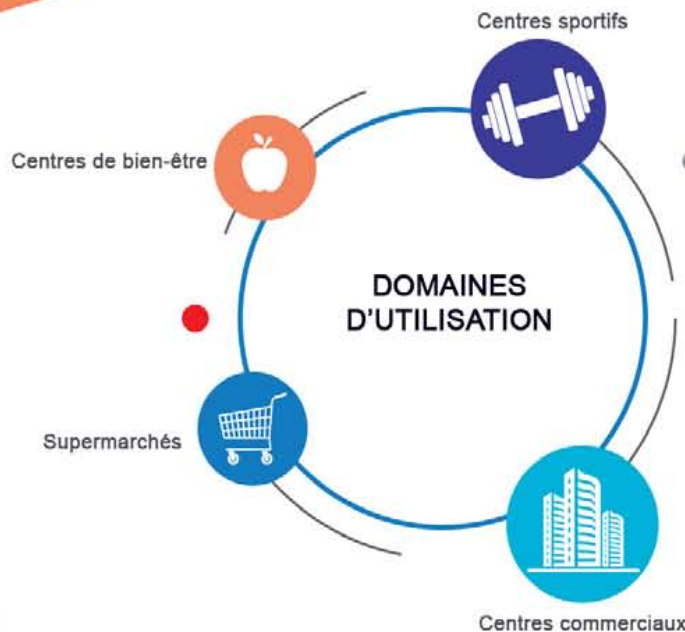 Centres sportifs
Centres de bien-être
DOMAINES
D'UTILISATION
Supermarchés
Centres commerciaux